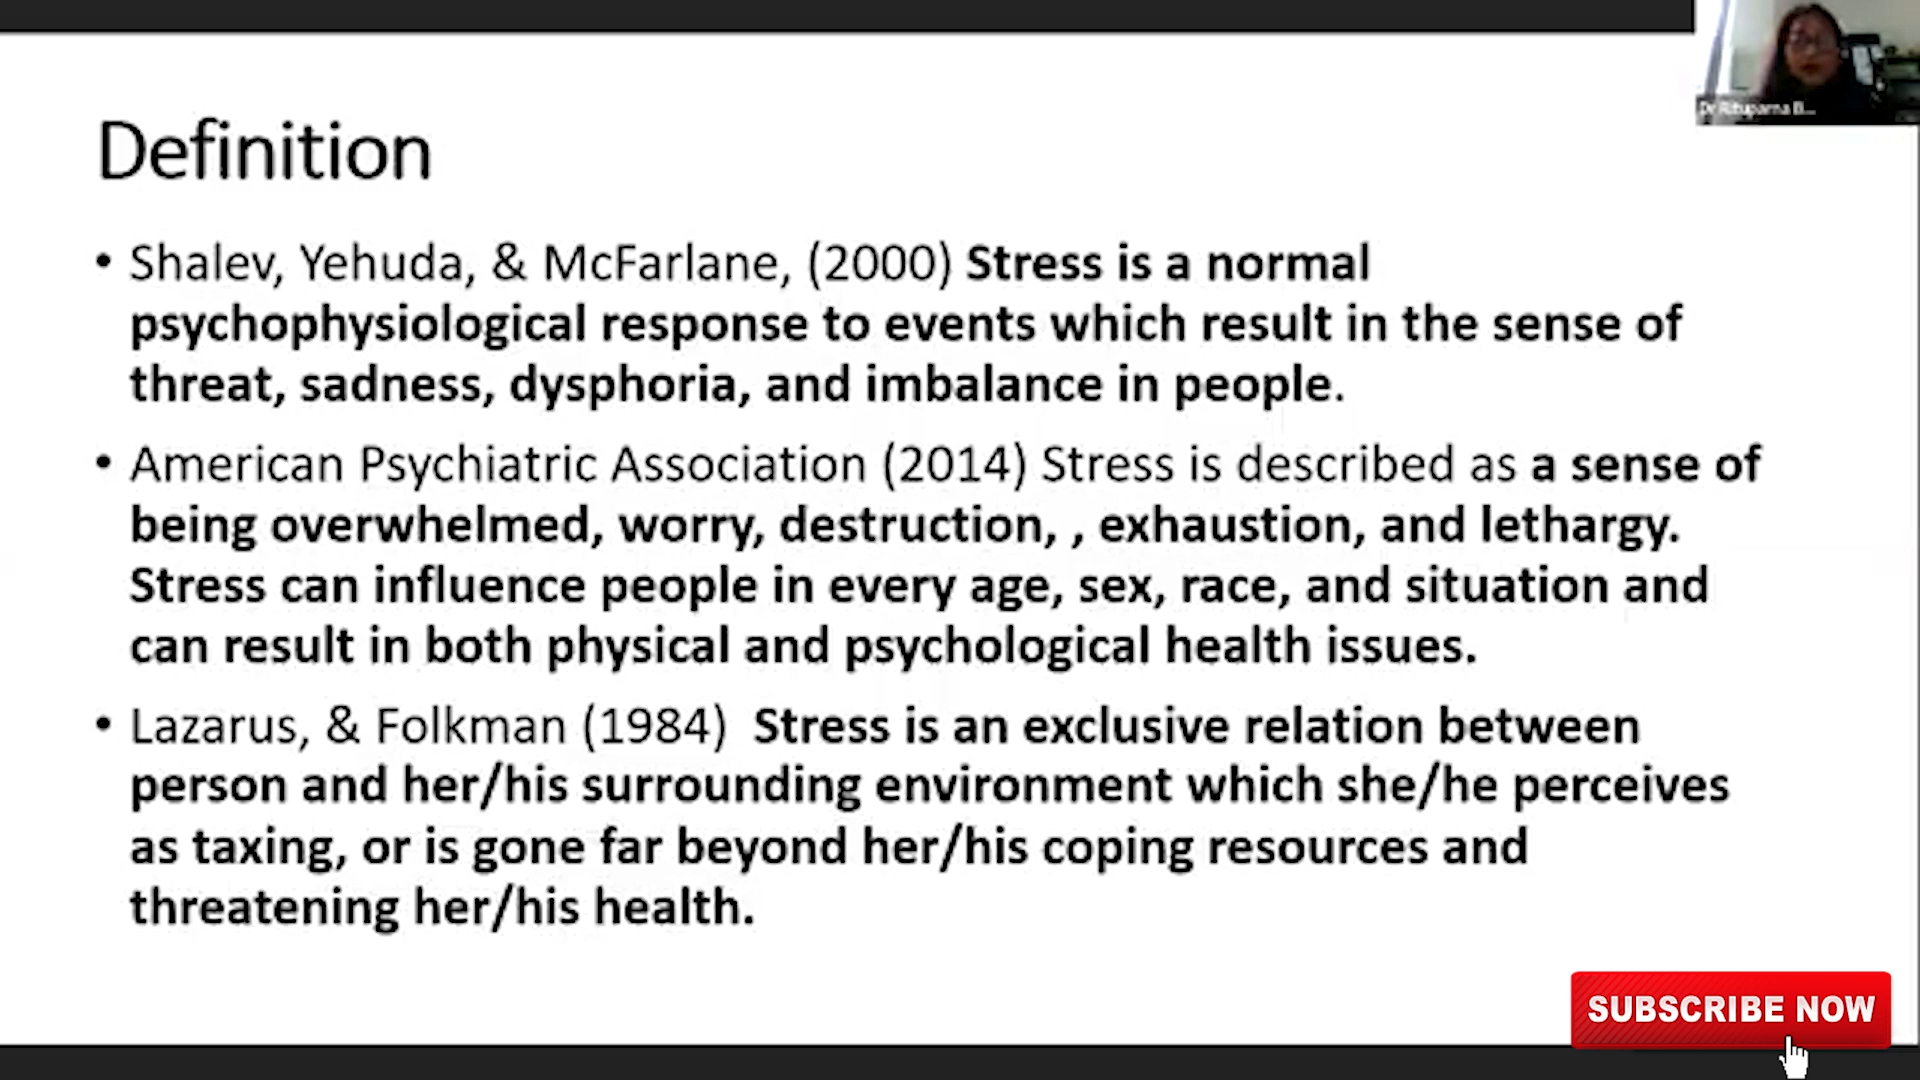 Dr Rituparna B...
Definition
• Shalev, Yehuda, & McFarlane, (2000) Stress is a normal
psychophysiological response to events which result in the sense of
threat, sadness, dysphoria, and imbalance in people.
• American Psychiatric Association (2014) Stress is described as a sense of
being overwhelmed, worry, destruction, , exhaustion, and lethargy.
Stress can influence people in every age, sex, race, and situation and
can result in both physical and psychological health issues.
• Lazarus, & Folkman (1984)  Stress is an exclusive relation between
person and her/his surrounding environment which she/he perceives
as taxing, or is gone far beyond her/his coping resources and
threatening her/his health.
SUBSCRIBE NOW